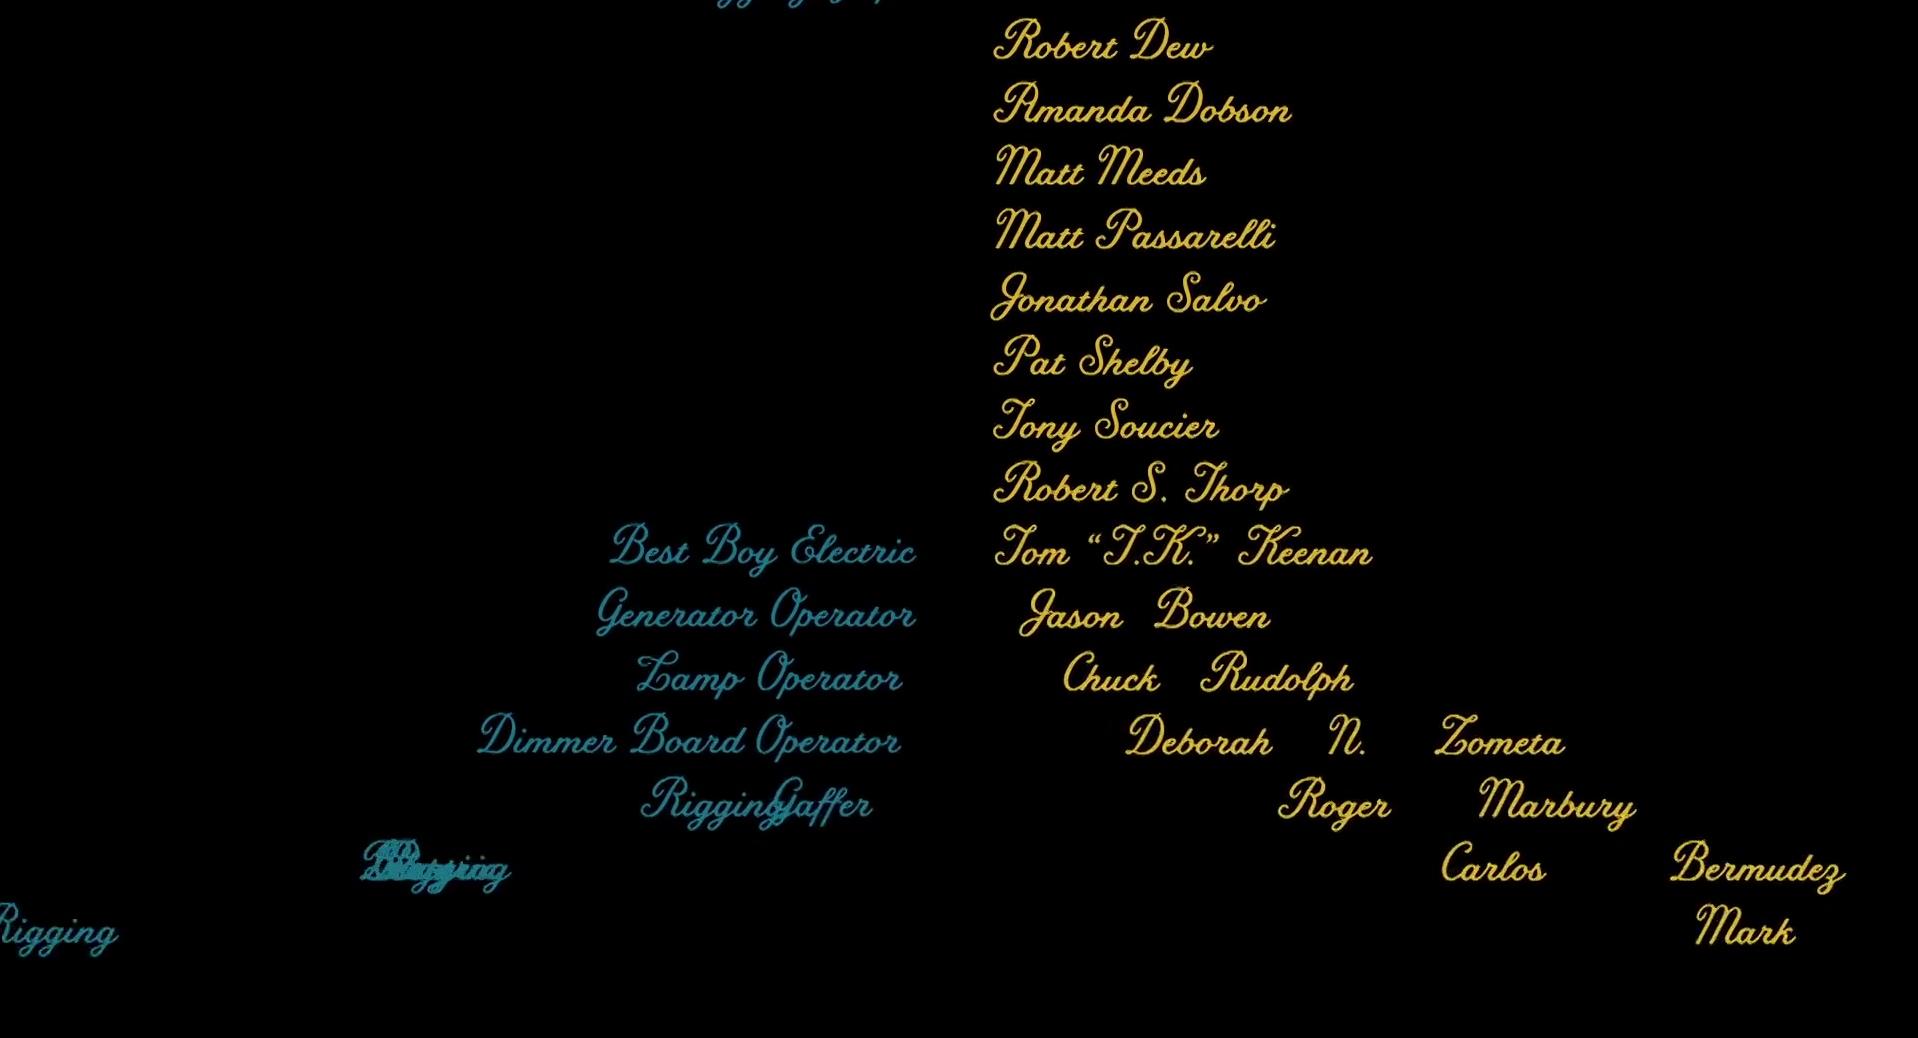 Robert Dew
Amanda Dobson
Matt Meeds
Matt Passarelli
Jonathan Salvo
Pat Shelby
Tony Soucier
Robert S. Thorp
Best Boy Electric Tom “T.K.” Keenan
Generator Operator Jason Bowen
Lamp Operator Chuck Rudolph
Dimmer Board Operator Deborah N. Zometa
Rigging Gaffer Roger Marbury
Carlos Bermudez
Rigging Mark